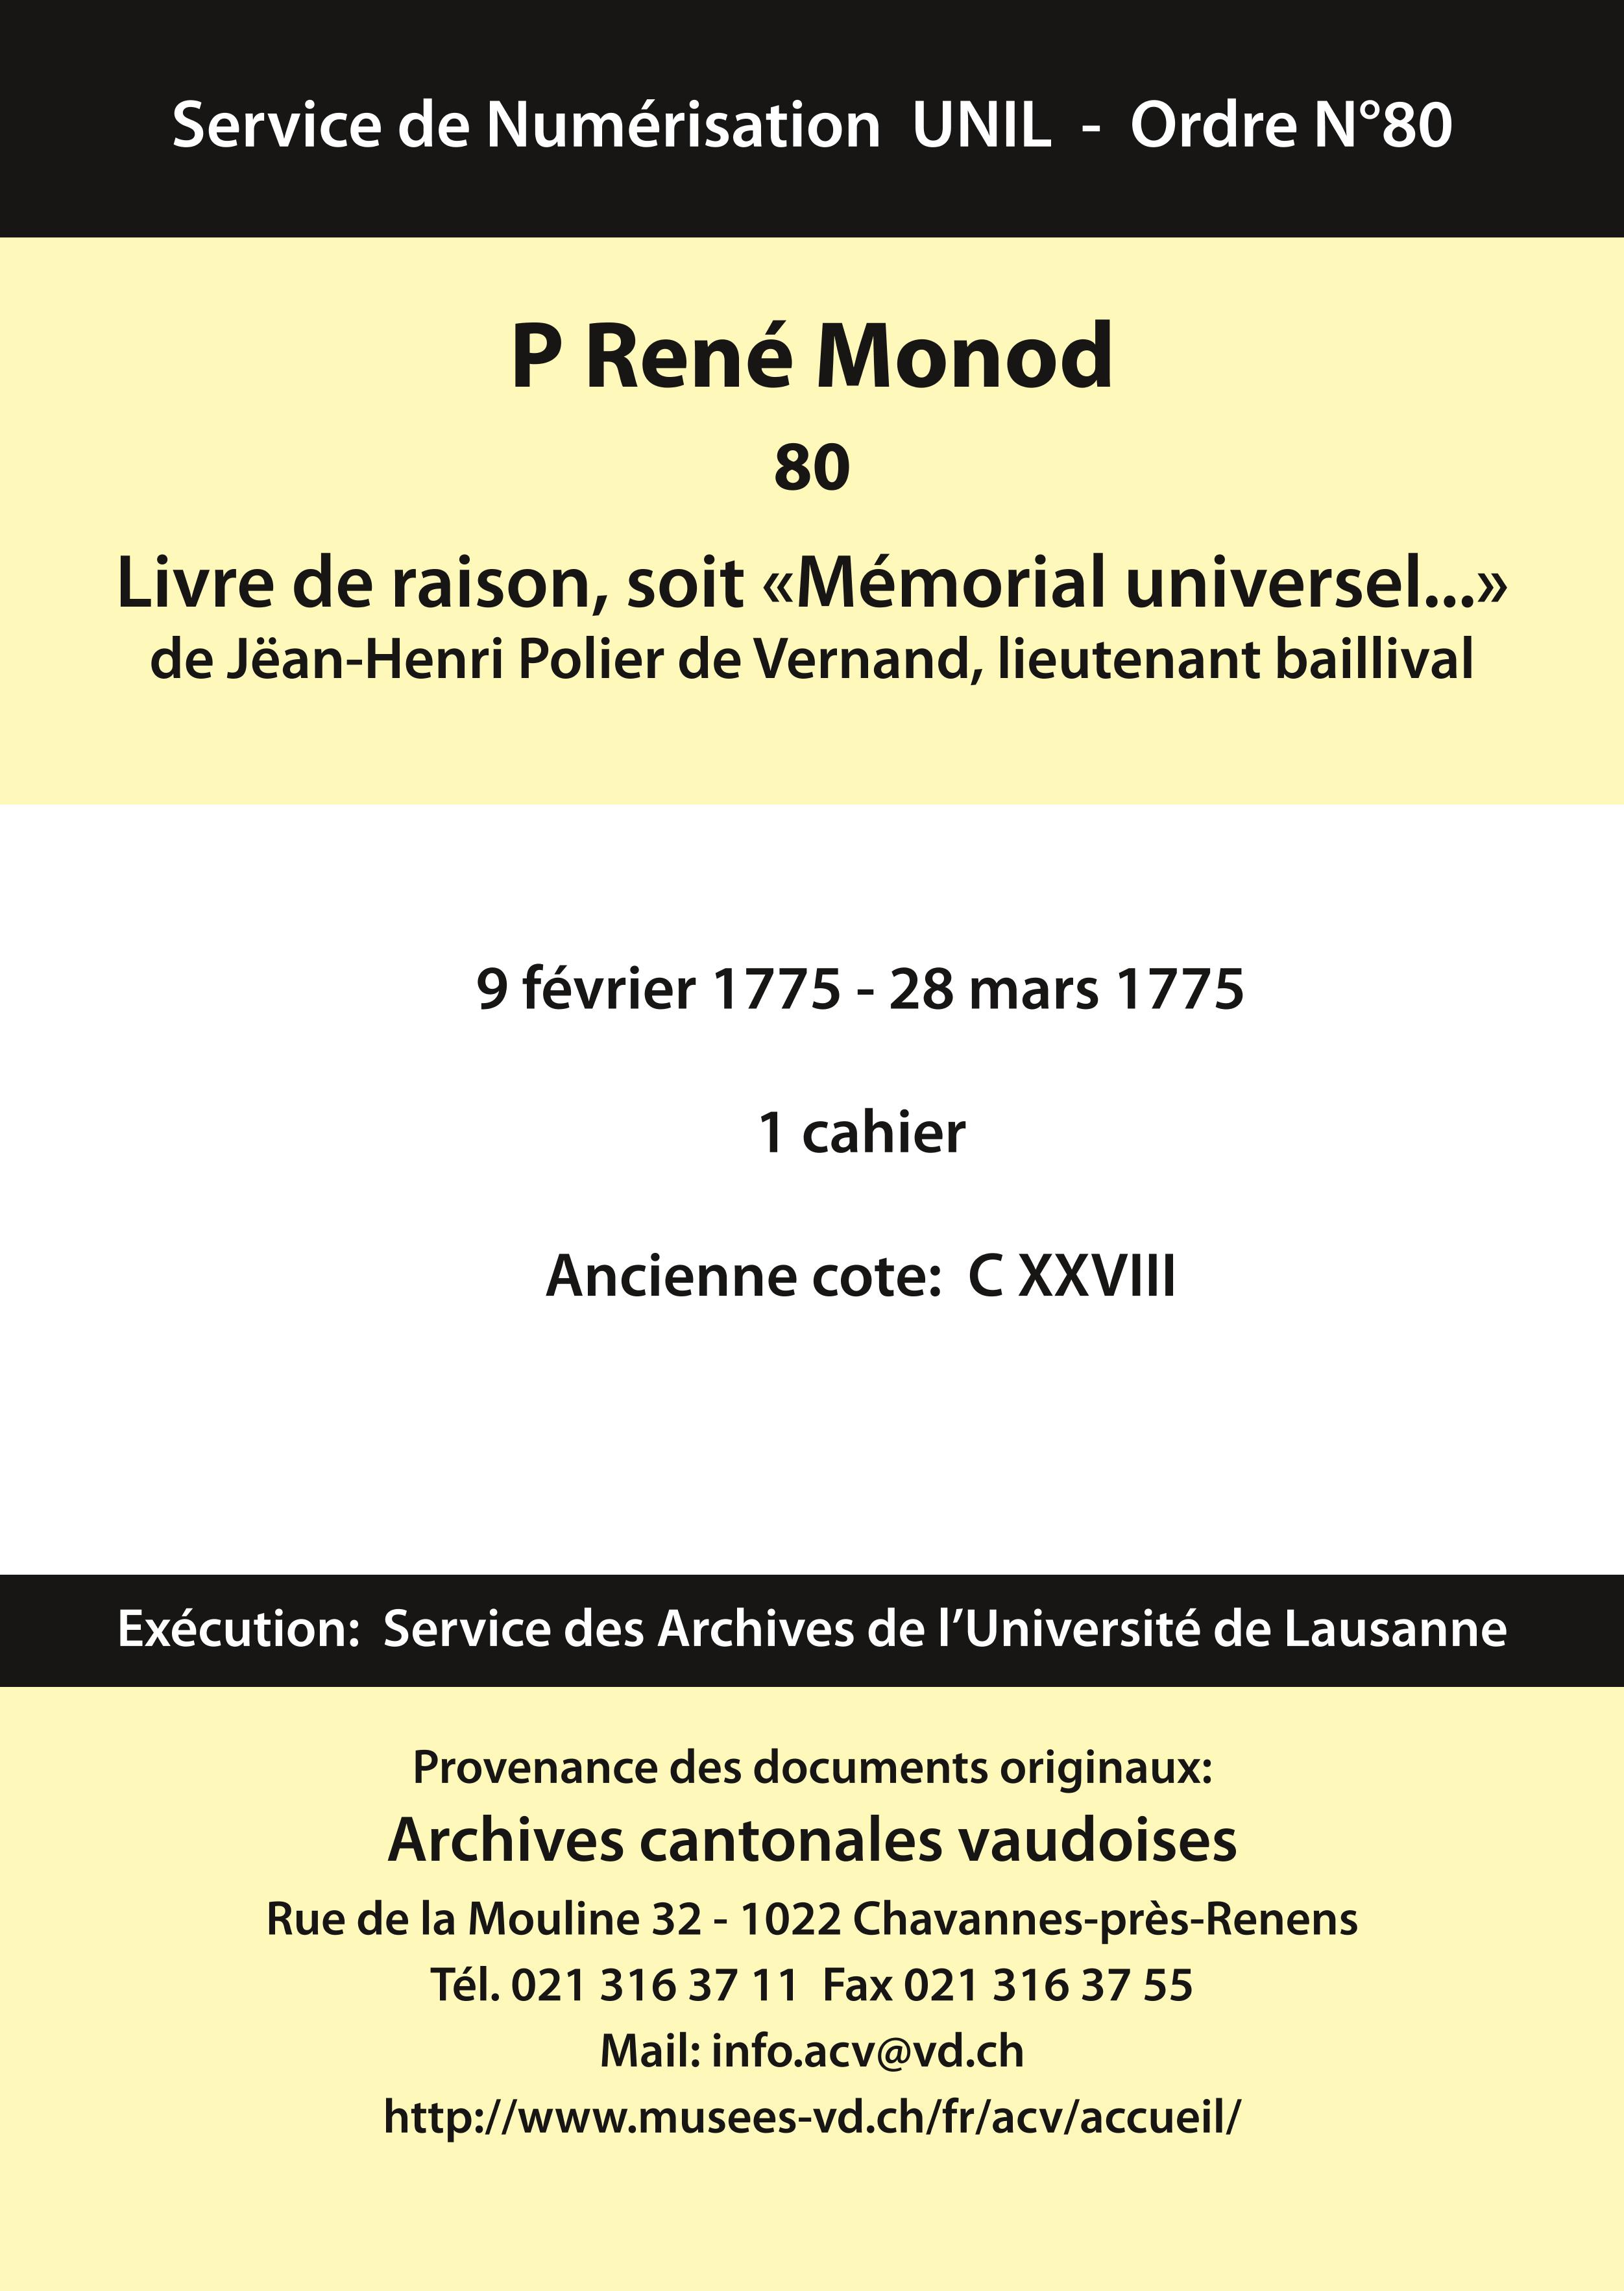 Service de Numérisation UNIL - Ordre N°80
P René Monod
80
Livre de raison, soit «Mémorial universel...»
de Jëan-Henri Polier de Vernand, lieutenant baillival
9 février 1775 - 28 mars 1775
1 cahier
Ancienne cote: C XXVIII
Exécution: Service des Archives de l’Université de Lausanne
Provenance des documents originaux:
Archives cantonales vaudoises
Rue de la Mouline 32 - 1022 Chavannes-près-Renens
Tél. 021 316 37 11 Fax 021 316 37 55
Mail: info.acv@vd.ch
http://www.musees-vd.ch/fr/acv/accueil/